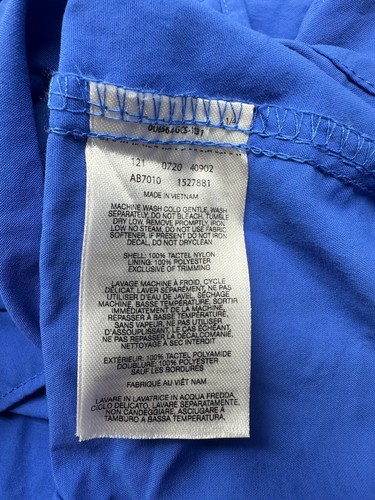 1/4
121 0720 40902
AB7010 1527881
MADE IN VIETNAM
MACHINE WASH COLD GENTLE, WASH
SEPARATELY, DO NOT BLEACH, TUMBLE
DRY LOW, REMOVE PROMPTLY, IRON
LOW NO STEAM, DO NOT USE FABRIC
SOFTENER, IF PRESENT DO NOT IRON
DECAL, DO NOT DRYCLEAN
SHELL: 100% TACTEL NYLON
LINING: 100% POLYESTER
EXCLUSIVE OF TRIMMING
LAVAGE MACHINE À FROID, CYCLE
DÉLICAT, LAVER SÉPARÉMENT, NE PAS
UTILISER D'EAU DE JAVEL, SÉCHAGE
MACHINE, BASSE TEMPÉRATURE, SORTIR
IMMÉDIATEMENT DE LA MACHINE,
REPASSER À BASSE TEMPÉRATURE,
SANS VAPEUR, NE PAS UTILISER
D'ASSOUPLISSANT. LE CAS ÉCHÉANT,
NE PAS REPASSER LA DÉCALCOMANIE.
NETTOYAGE À SEC INTERDIT
EXTÉRIEUR: 100% TACTEL POLYAMIDE
DOUBLURE: 100% POLYESTER
SAUF LES BORDURES
FABRIQUÉ AU VIÊT NAM
LAVARE IN LAVATRICE IN ACQUA FREDDA,
CICLO DELICATO, LAVARE SEPARATAMENTE,
NON CANDEGGIARE, ASCIUGARE A
TAMBURO A BASSA TEMPERATURA,